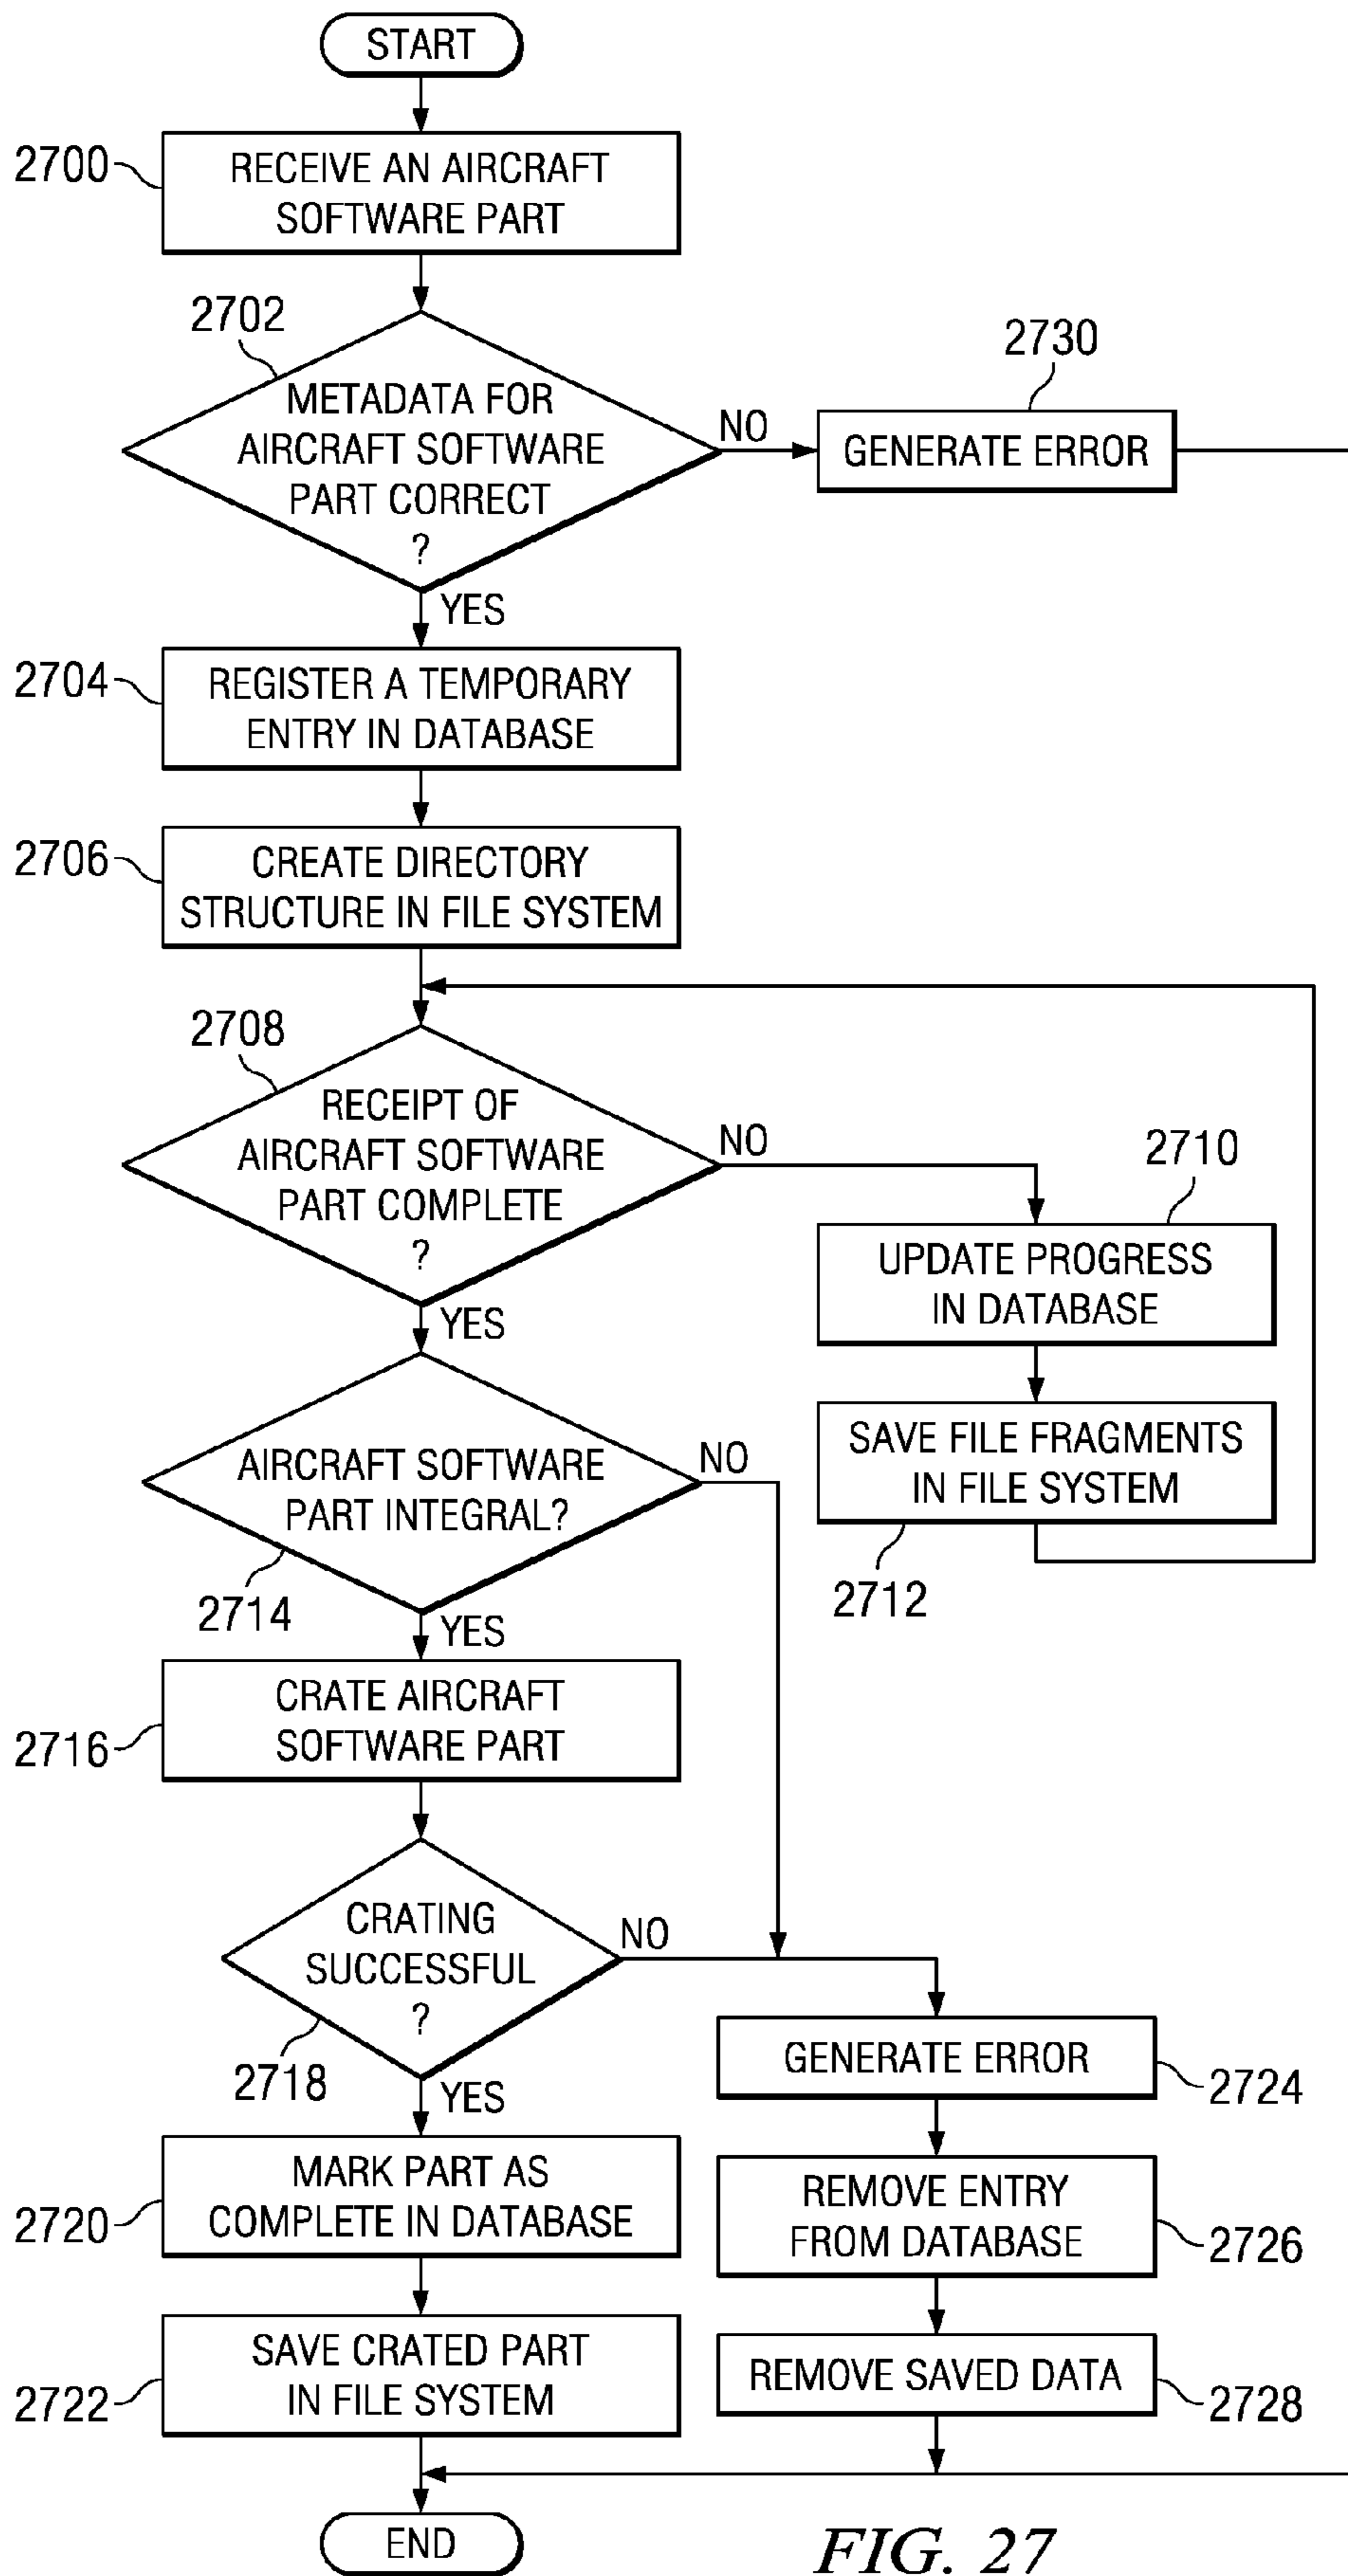 START
2700
RECEIVE AN AIRCRAFT
SOFTWARE PART
2702
METADATA FOR
AIRCRAFT SOFTWARE
PART CORRECT
?
NO
2730
GENERATE ERROR
YES
2704
REGISTER A TEMPORARY
ENTRY IN DATABASE
2706
CREATE DIRECTORY
STRUCTURE IN FILE SYSTEM
2708
RECEIPT OF
AIRCRAFT SOFTWARE
PART COMPLETE
?
NO
2710
UPDATE PROGRESS
IN DATABASE
SAVE FILE FRAGMENTS
IN FILE SYSTEM
2712
YES
AIRCRAFT SOFTWARE
PART INTEGRAL?
NO
2714
YES
2716
CRATE AIRCRAFT
SOFTWARE PART
CRATING
SUCCESSFUL
?
NO
2718
YES
2720
MARK PART AS
COMPLETE IN DATABASE
2722
SAVE CRATED PART
IN FILE SYSTEM
GENERATE ERROR
2724
REMOVE ENTRY
FROM DATABASE
2726
REMOVE SAVED DATA
2728
END
FIG. 27